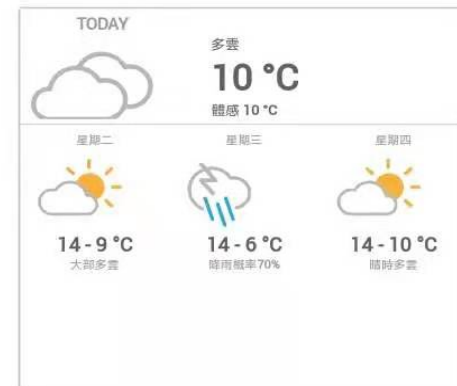 TODAY
多雲
10 °C
體感 10 °C
星期二
星期三
星期四
14 - 9 °C
14 - 6 °C
14 - 10 °C
大部多雲
降雨概率70%
晴時多雲